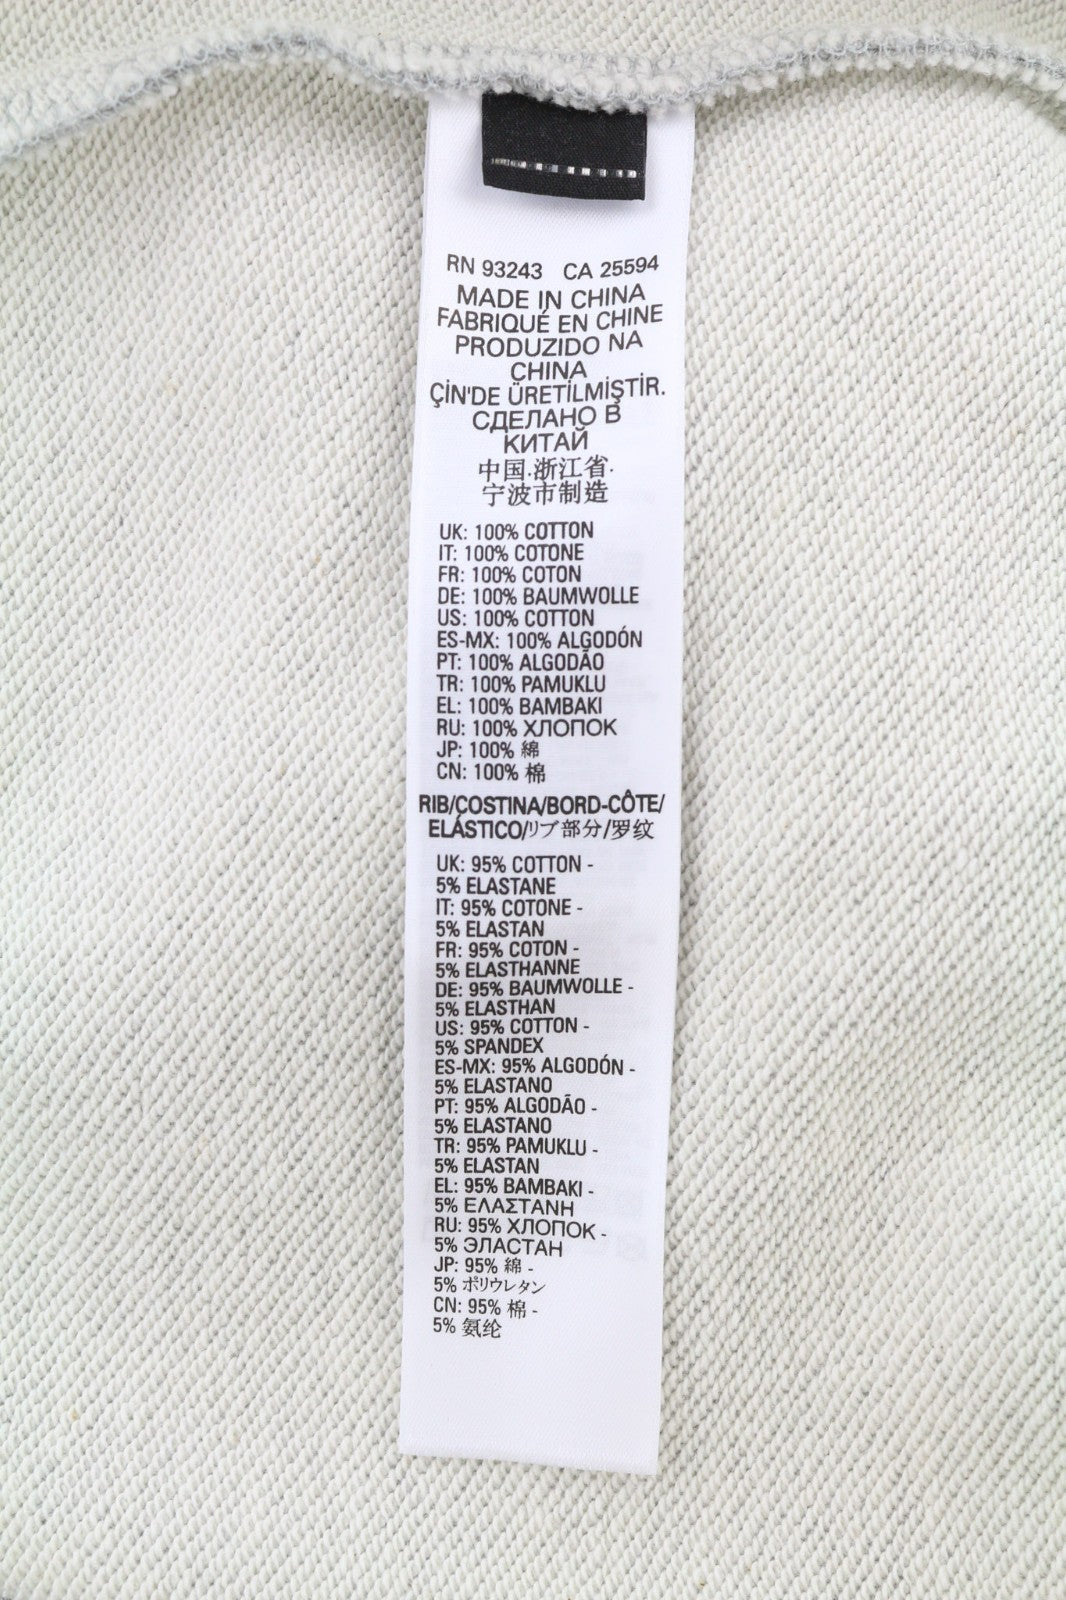 RN 93243 CA 25594
MADE IN CHINA
FABRIQUÉ EN CHINE
PRODUZIDO NA
CHINA
ÇİN'DE ÜRETİLMİŞTİR.
СДЕЛАНО В
КИТАЙ
中国.浙江省.
宁波市制造
UK: 100% COTTON
IT: 100% COTONE
FR: 100% COTON
DE: 100% BAUMWOLLE
US: 100% COTTON
ES-MX: 100% ALGODÓN
PT: 100% ALGODÃO
TR: 100% PAMUKLU
EL: 100% BAMBAKI
RU: 100% ХЛОПОК
JP: 100% 綿
CN: 100% 棉
RIB/COSTINA/BORD-CÔTE/
ELÁSTICO/リブ部分/罗纹
UK: 95% COTTON -
5% ELASTANE
IT: 95% COTONE -
5% ELASTAN
FR: 95% COTON -
5% ELASTHANNE
DE: 95% BAUMWOLLE -
5% ELASTHAN
US: 95% COTTON -
5% SPANDEX
ES-MX: 95% ALGODÓN -
5% ELASTANO
PT: 95% ALGODÃO -
5% ELASTANO
TR: 95% PAMUKLU -
5% ELASTAN
EL: 95% BAMBAKI -
5% ΕΛΑΣΤΑΝΗ
RU: 95% ХЛОПОК -
5% ЭЛАСТАН
JP: 95% 綿 -
5% ポリウレタン
CN: 95% 棉 -
5% 氨纶